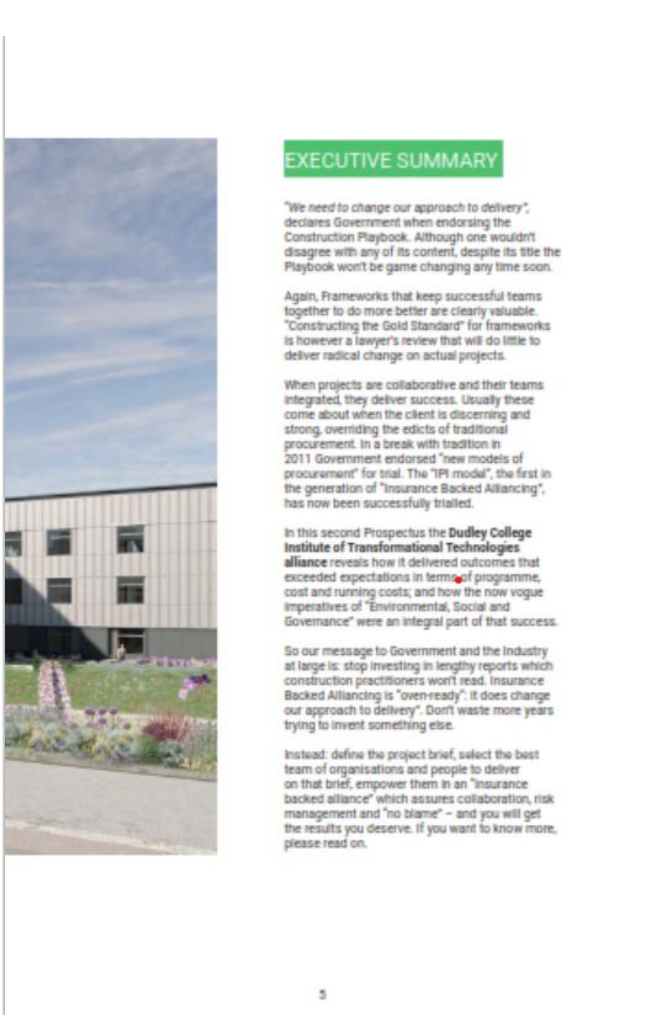 EXECUTIVE SUMMARY
"We need to change our approach to delivery",
declares Government when endorsing the
Construction Playbook. Although one wouldn't
disagree with any of its content, despite its title the
Playbook won't be game changing any time soon.
Again, Frameworks that keep successful teams
together to do more better are clearly valuable.
"Constructing the Gold Standard" for frameworks
is however a lawyer's review that will do little to
deliver radical change on actual projects.
When projects are collaborative and their teams
integrated, they deliver success. Usually these
come about when the client is discerning and
strong, overriding the edicts of traditional
procurement. In a break with tradition in
2011 Government endorsed "new models of
procurement" for trial. The "IPI model", the first in
the generation of "Insurance Backed Alliancing",
has now been successfully trialled.
In this second Prospectus the Dudley College
Institute of Transformational Technologies
alliance reveals how it delivered outcomes that
exceeded expectations in terms of programme,
cost and running costs; and how the now vogue
imperatives of "Environmental, Social and
Governance" were an integral part of that success.
So our message to Government and the Industry
at large is: stop investing in lengthy reports which
construction practitioners won't read. Insurance
Backed Alliancing is "oven-ready": it does change
our approach to delivery". Don't waste more years
trying to invent something else.
Instead: define the project brief, select the best
team of organisations and people to deliver
on that brief, empower them in an "insurance
backed alliance" which assures collaboration, risk
management and "no blame" – and you will get
the results you deserve. If you want to know more,
please read on.
5